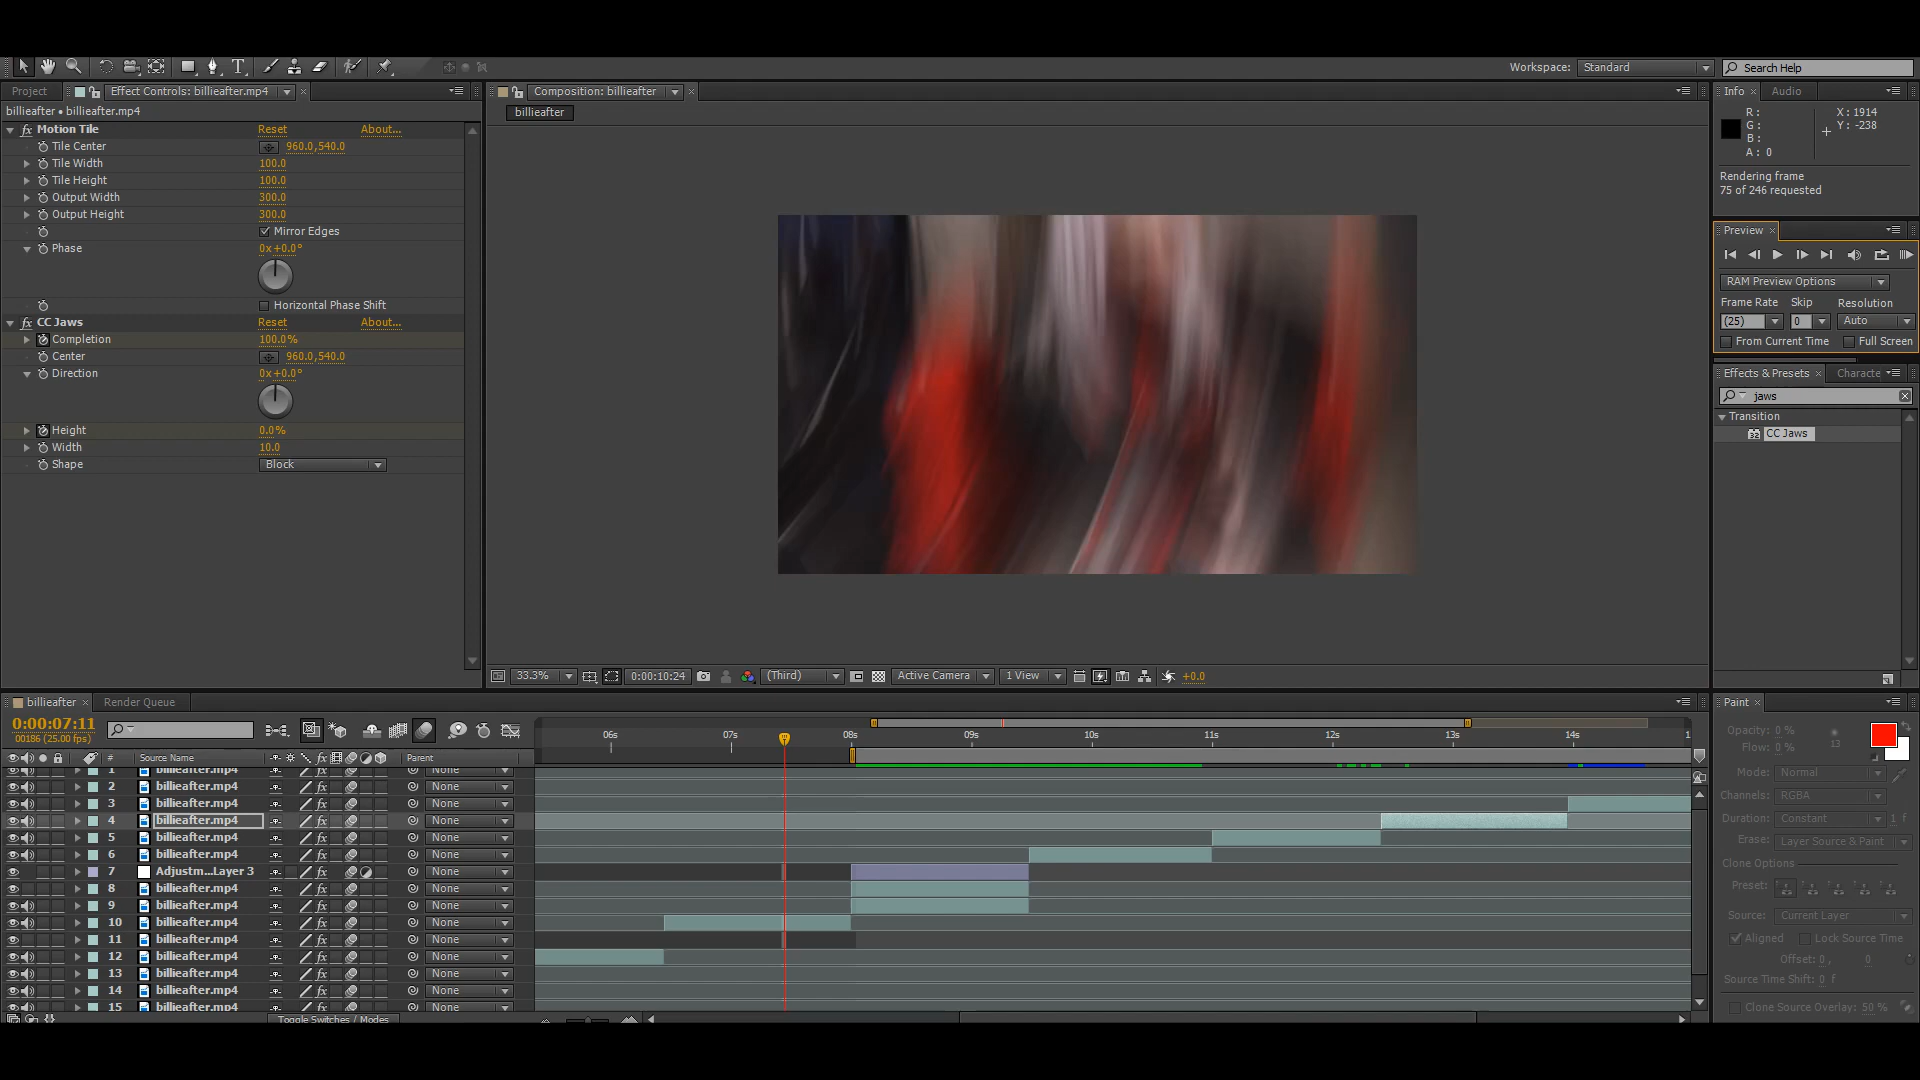 Workspace: Standard Search Help
Project Effect Controls: billieafter.mp4
billieafter • billieafter.mp4
Motion Tile Reset About...
Tile Center 960.0,540.0
Tile Width 100.0
Tile Height 100.0
Output Width 300.0
Output Height 300.0
Mirror Edges
Phase 0x+0.0°
Horizontal Phase Shift
CC Jaws Reset About...
Completion 100.0%
Center 960.0,540.0
Direction 0x+0.0°
Height 0.0%
Width 10.0
Shape Block
Composition: billieafter
billieafter
33.3% 0:00:10:24 (Third) Active Camera 1 View +0.0
Info Audio
R : X : 1914
G : Y : -238
B :
A : 0
Rendering frame
75 of 246 requested
Preview
RAM Preview Options
Frame Rate Skip Resolution
(25) 0 Auto
From Current Time Full Screen
Effects & Presets Characte
jaws
Transition
32 CC Jaws
billieafter Render Queue
0:00:07:11
00186 (25.00 fps)
06s 07s 08s 09s 10s 11s 12s 13s 14s 1
# Source Name fx Parent
1 billieafter.mp4 fx None
2 billieafter.mp4 fx None
3 billieafter.mp4 fx None
4 billieafter.mp4 fx None
5 billieafter.mp4 fx None
6 billieafter.mp4 fx None
7 Adjustm...Layer 3 fx None
8 billieafter.mp4 fx None
9 billieafter.mp4 fx None
10 billieafter.mp4 fx None
11 billieafter.mp4 fx None
12 billieafter.mp4 fx None
13 billieafter.mp4 fx None
14 billieafter.mp4 fx None
15 billieafter.mp4 fx None
Toggle Switches / Modes
Paint
Opacity: 0 %
Flow: 0 % 13
Mode: Normal
Channels: RGBA
Duration: Constant 1 f
Erase: Layer Source & Paint
Clone Options
Preset:
Source: Current Layer
Aligned Lock Source Time
Offset: 0 , 0
Source Time Shift: 0 f
Clone Source Overlay: 50 %